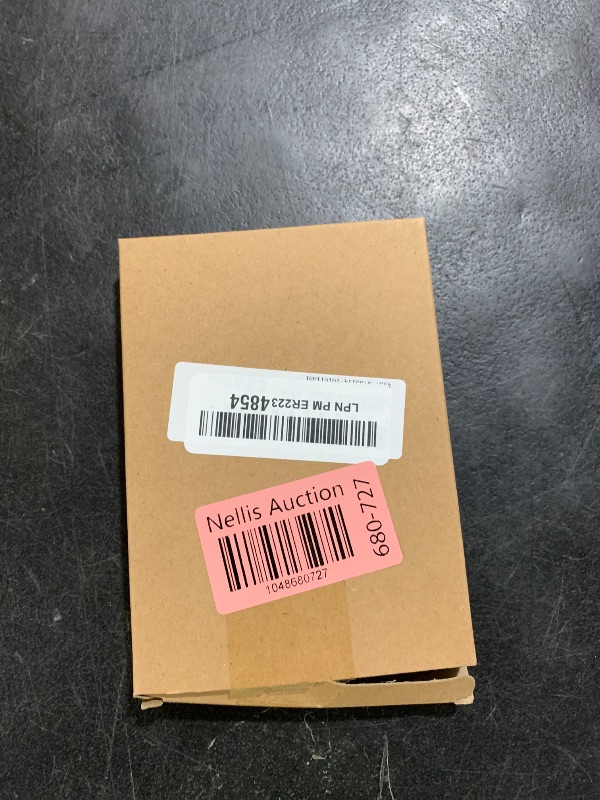 LPN PM ER2234854
Nellis Auction
680-727
1048680727